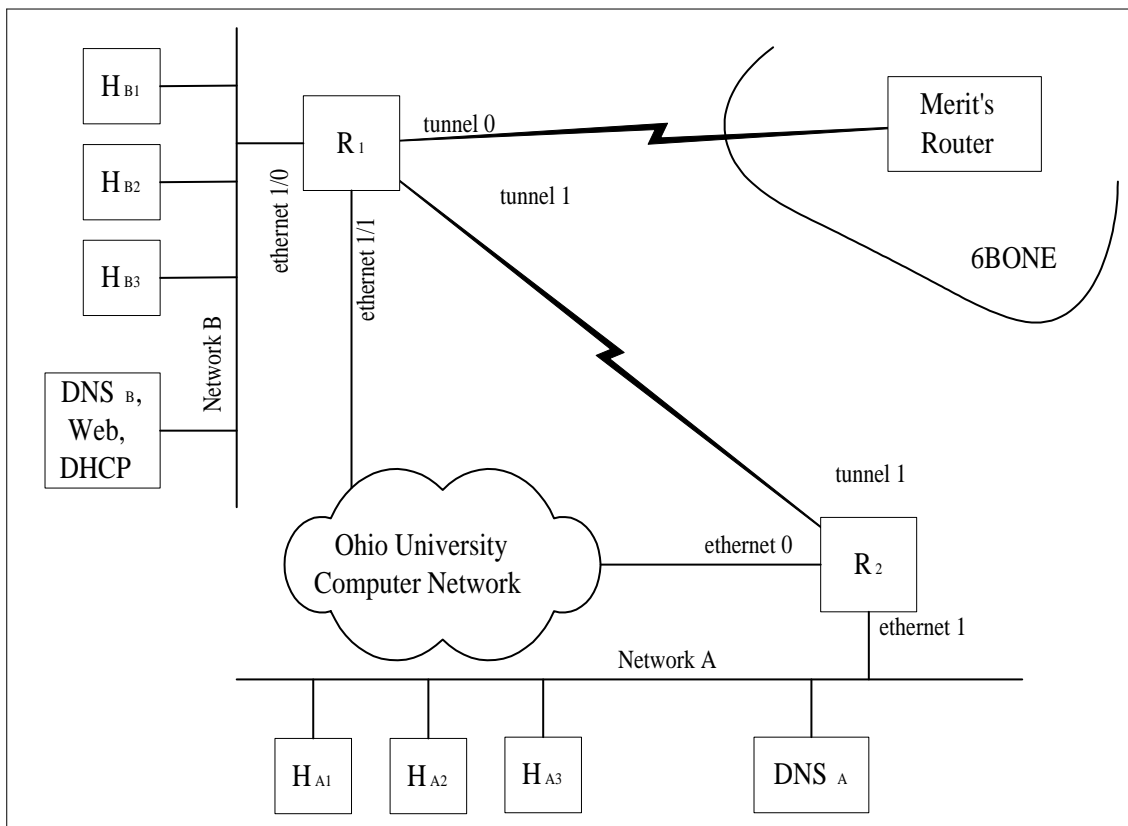 H B1
H B2
H B3
DNS B,
Web,
DHCP
Network B
ethernet 1/0
R 1
ethernet 1/1
tunnel 0
tunnel 1
Merit's
Router
6BONE
Ohio University
Computer Network
tunnel 1
ethernet 0
R 2
ethernet 1
Network A
H A1
H A2
H A3
DNS A